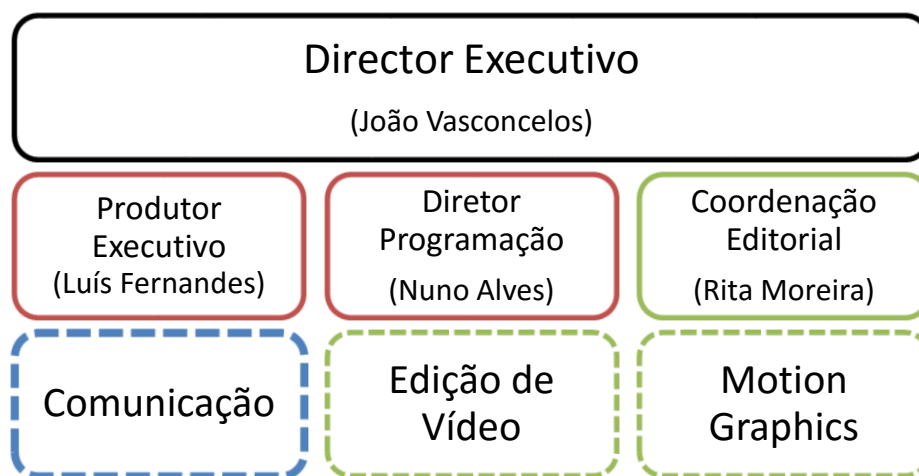 Director Executivo
(João Vasconcelos)
Produtor
Executivo
(Luís Fernandes)
Diretor
Programação
(Nuno Alves)
Coordenação
Editorial
(Rita Moreira)
Comunicação
Edição de
Vídeo
Motion
Graphics